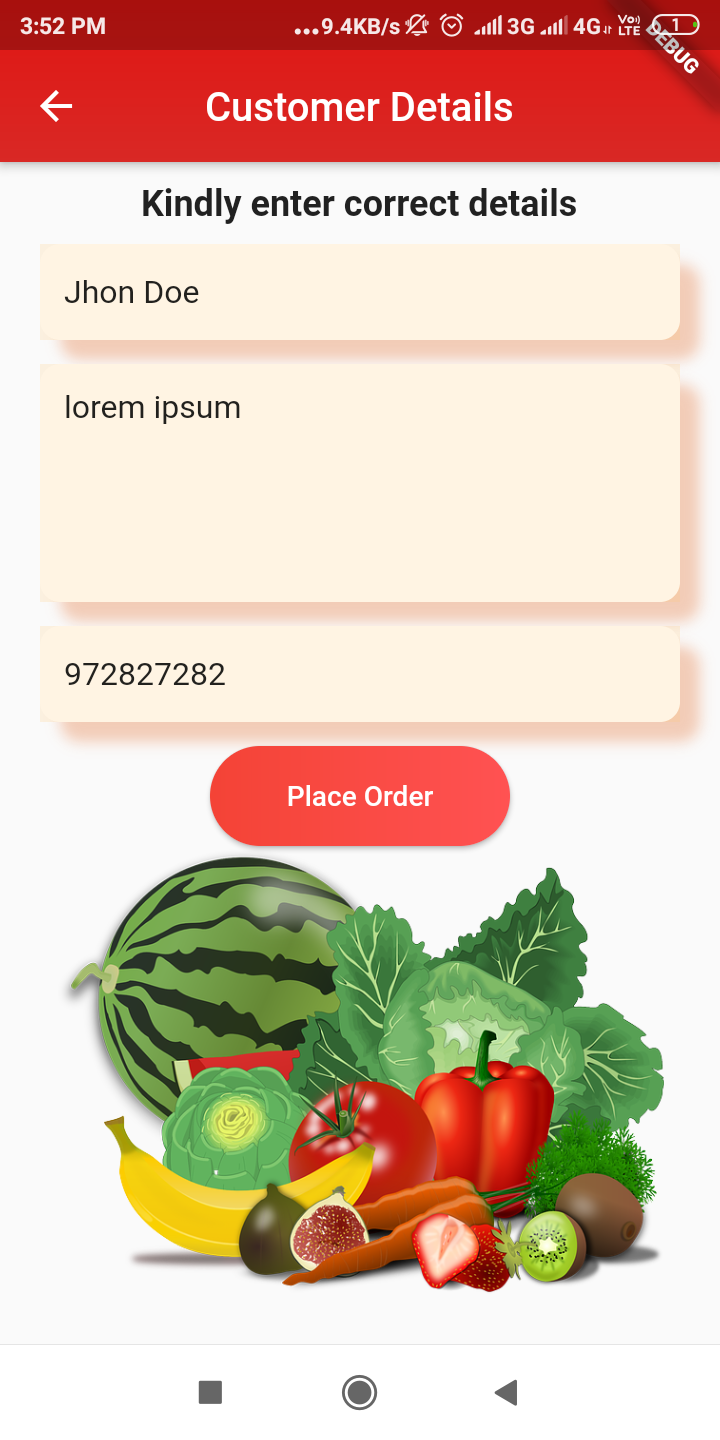 3:52 PM ...9.4KB/s 3G 4G Vo)) LTE 1
DEBUG
Customer Details
Kindly enter correct details
Jhon Doe
lorem ipsum
972827282
Place Order